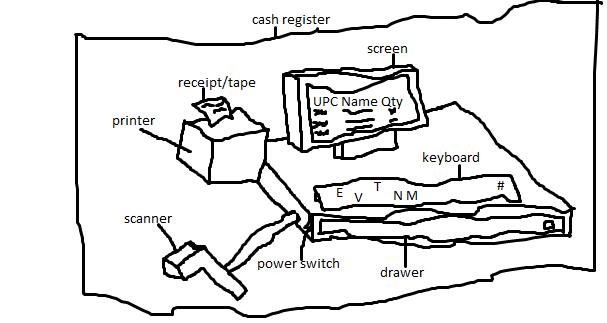 cash register
screen
receipt/tape
UPC Name Qty
printer
keyboard
E V T N M #
scanner
power switch
drawer